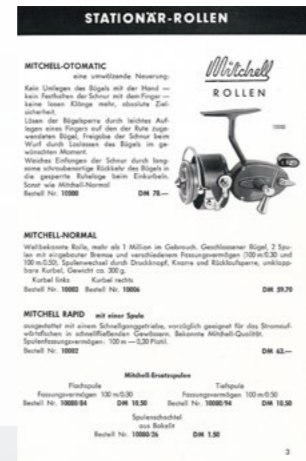 STATIONÄR-ROLLEN
MITCHELL-OTOMATIC
eine umwälzende Neuerung:
Kein Umlegen des Bügels mit der Hand —
kein Festhalten der Schnur mit dem Finger —
keine losen Klänge mehr, absolute Ziel-
sicherheit.
Lösen der Bügelsperre durch leichtes Auf-
legen eines Fingers auf den der Rute zuge-
wendeten Bügel, Freigabe der Schnur beim
Wurf durch Loslassen des Bügels im ge-
wünschten Moment.
Weiches Einfangen der Schnur durch lang-
same schraubenartige Rückkehr des Bügels in
die gesperrte Ruhelage beim Einkurbeln.
Sonst wie Mitchell-Normal
Bestell Nr. 10900 DM 78.—
Mitchell
ROLLEN
10900
MITCHELL-NORMAL
Weltbekannte Rolle, mehr als 1 Million im Gebrauch. Geschlossener Bügel, 2 Spu-
len mit eingebauter Bremse und verschiedenem Fassungsvermögen (100 m/0.30 und
100 m/0.50), Spulenwechsel durch Druckknopf, Knarre und Rücklaufsperre, umklapp-
bare Kurbel, Gewicht ca. 300 g.
Kurbel links Kurbel rechts
Bestell Nr. 10003 Bestell Nr. 10006 DM 59.70
MITCHELL RAPID mit einer Spule
ausgestattet mit einem Schnellganggetriebe, vorzüglich geeignet für das Stromauf-
wärtsfischen in schnellfließenden Gewässern. Bekannte Mitchell-Qualität.
Spulenfassungsvermögen: 100 m — 0,30 Platil.
Bestell Nr. 10002 DM 63.—
Mitchell-Ersatzspulen
Flachspule Tiefspule
Fassungsvermögen 100 m/0.30 Fassungsvermögen 100 m/0.50
Bestell Nr. 10080/04 DM 10.50 Bestell Nr. 10080/94 DM 10.50
Spulenschachtel
aus Bakelit
Bestell Nr. 10080/26 DM 1.50
3